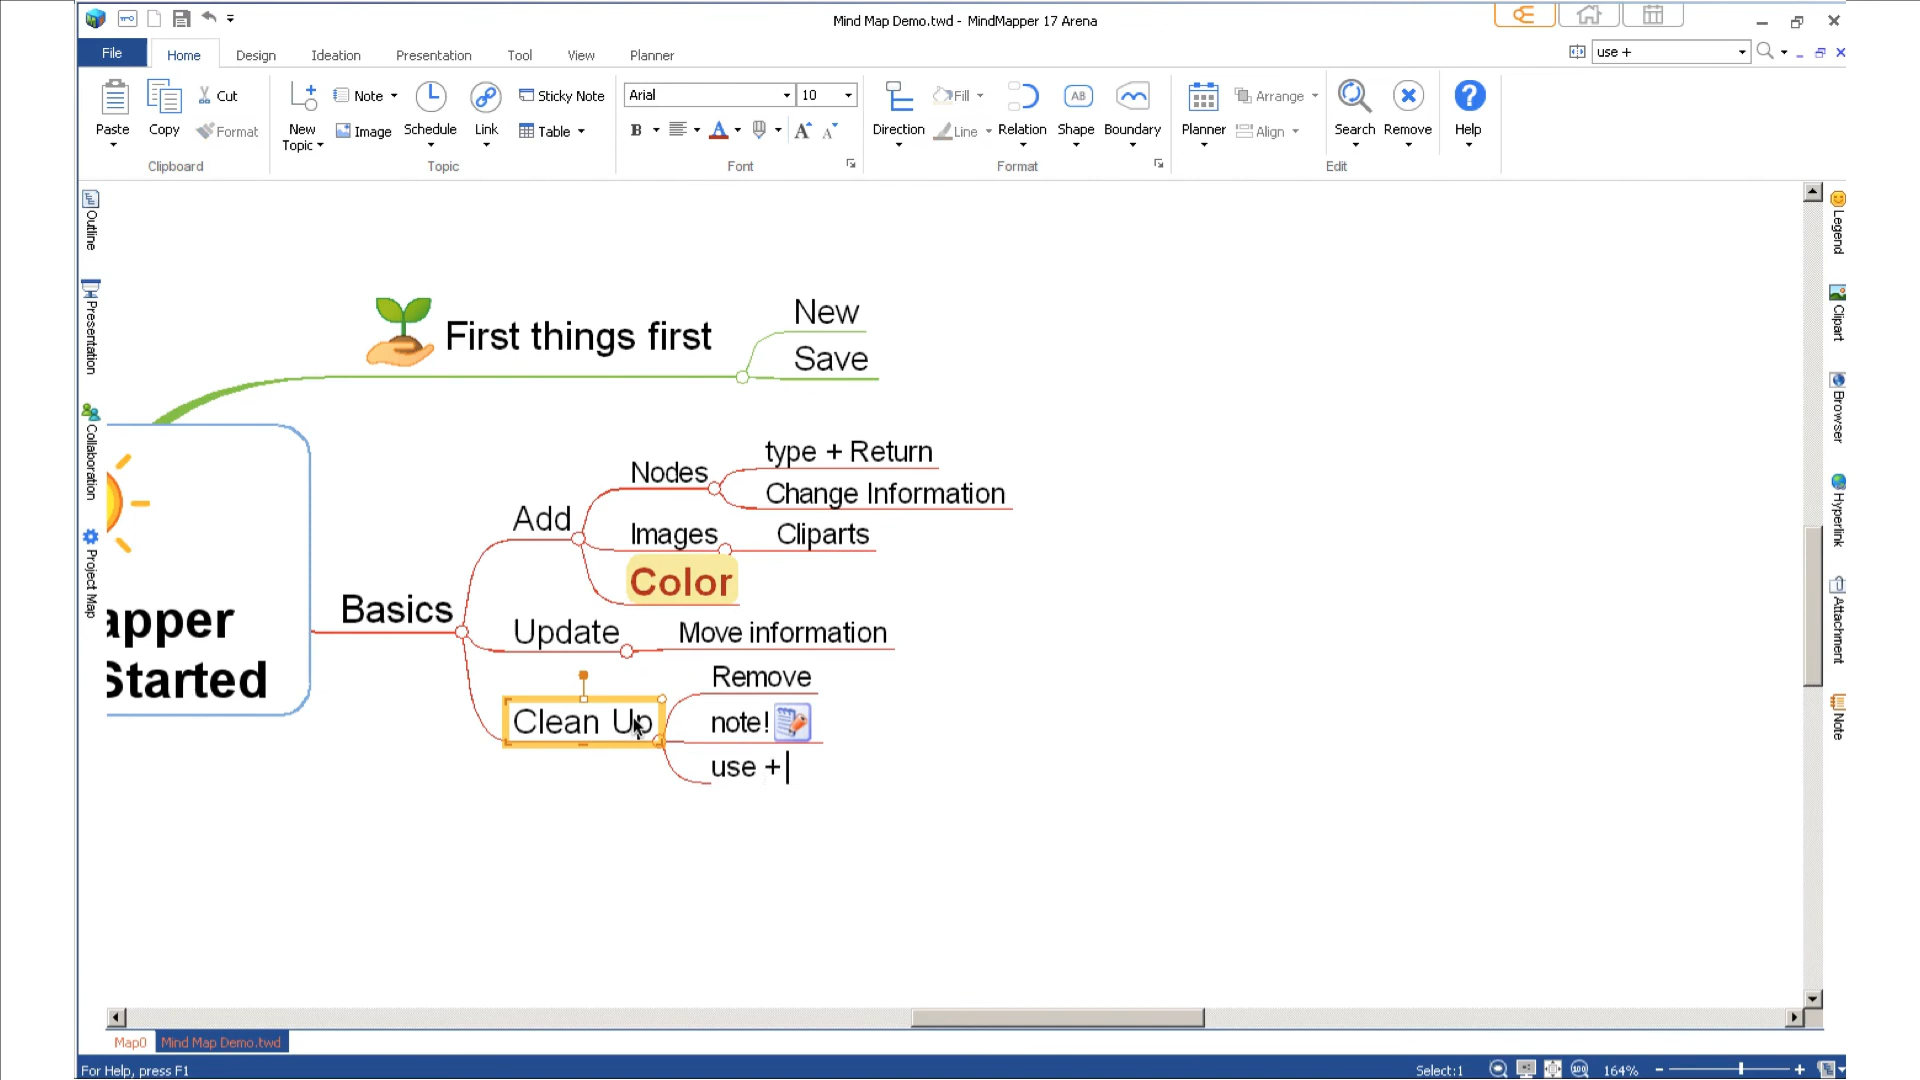 Mind Map Demo.twd - MindMapper 17 Arena
File
Home
Design
Ideation
Presentation
Tool
View
Planner
use +
Paste
Copy
Cut
Format
Clipboard
New
Topic
Note
Image
Schedule
Link
Sticky Note
Table
Topic
Arial
10
B
A
A
A
Font
Direction
Fill
Line
Relation
AB
Shape
Boundary
Format
Planner
Arrange
Align
Search
Remove
Edit
?
Help
Outline
Presentation
Collaboration
Project Map
Legend
Clipart
Browser
Hyperlink
Attachment
Note
First things first
New
Save
apper
Started
Basics
Add
Nodes
type + Return
Change Information
Images
Cliparts
Color
Update
Move information
Clean Up
Remove
note!
use +
Map0
Mind Map Demo.twd
For Help, press F1
Select:1
164%